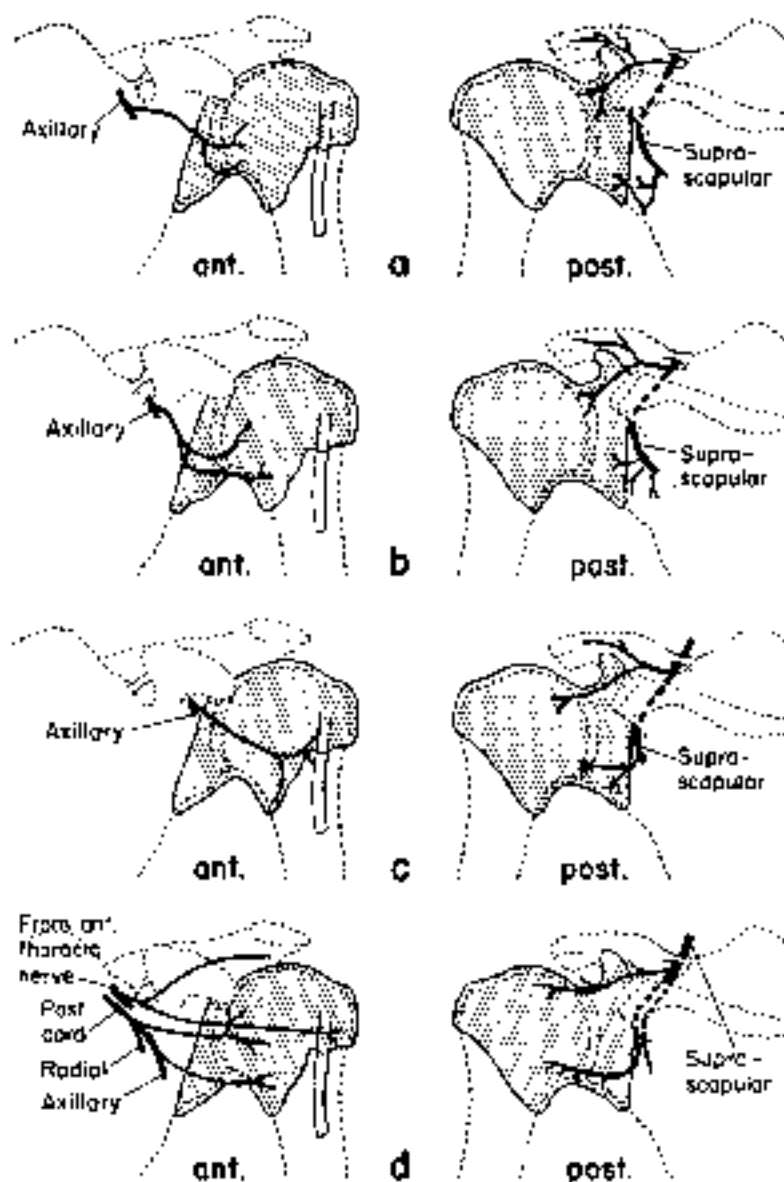 Axillary
Supra-
scapular
ant.
a
post.
Axillary
Supra-
scapular
ant.
b
post.
Axillary
Supra-
scapular
ant.
c
post.
From ant.
thoracic
nerve
Post
cord
Radial
Axillary
Supra-
scapular
ant.
d
post.